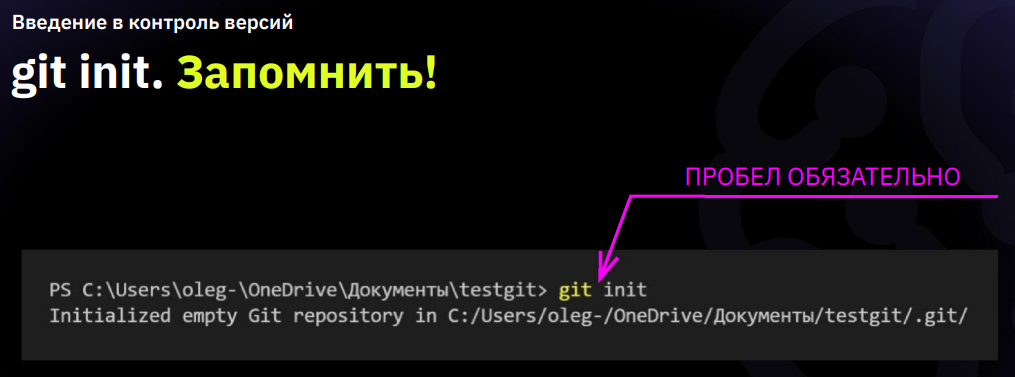 Введение в контроль версий
git init. Запомнить!
ПРОБЕЛ ОБЯЗАТЕЛЬНО
PS C:\Users\oleg-\OneDrive\Документы\testgit> git init
Initialized empty Git repository in C:/Users/oleg-/OneDrive/Документы/testgit/.git/